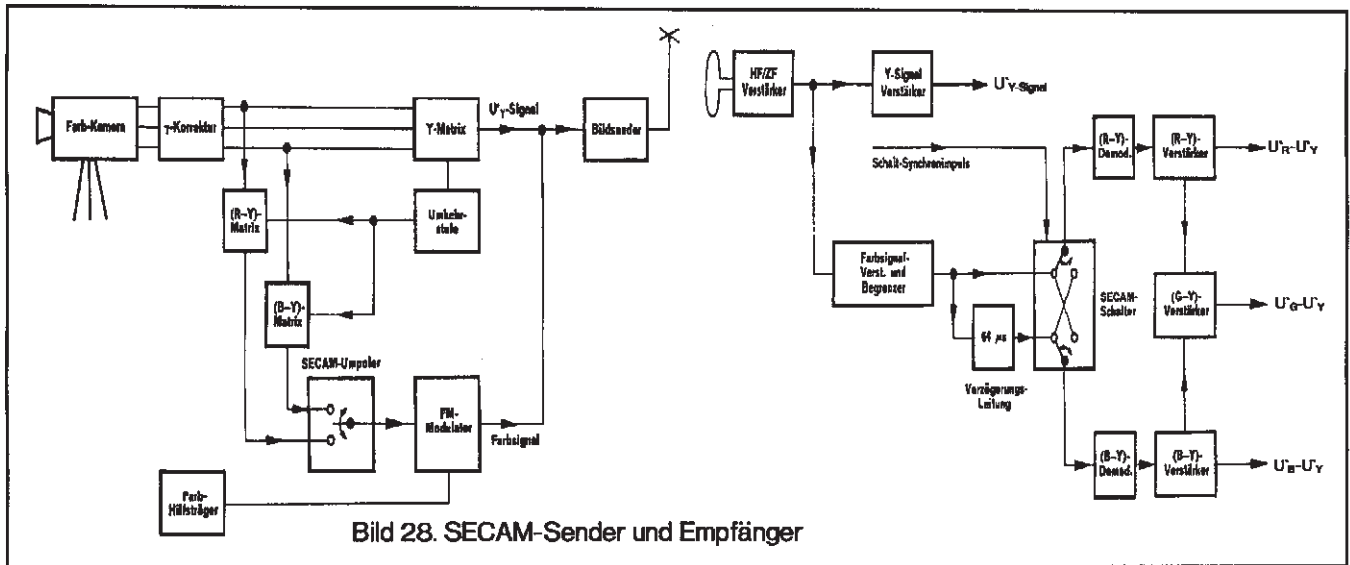 Farb-Kamera
γ-Korrektur
Y-Matrix
U'Y-Signal
Bildsender
(R-Y)-
Matrix
Umkehr-
stufe
(B-Y)-
Matrix
SECAM-Umpoler
FM-
Modulator
Farbsignal
Farb-
Hilfsträger
HF/ZF
Verstärker
Y-Signal
Verstärker
U'Y-Signal
Schalt-Synchronimpuls
(R-Y)-
Demod.
(R-Y)-
Verstärker
U'R-U'Y
Farbsignal-
Verst. und
Begrenzer
64 µs
Verzögerungs-
Leitung
SECAM-
Schalter
(G-Y)-
Verstärker
U'G-U'Y
(B-Y)-
Demod.
(B-Y)-
Verstärker
U'B-U'Y
Bild 28. SECAM-Sender und Empfänger